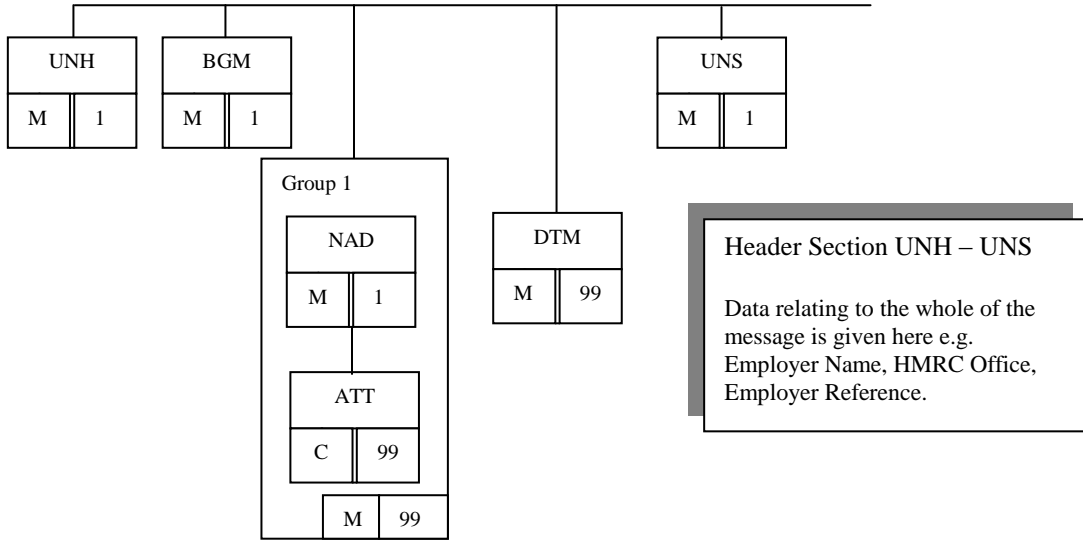 UNH
M 1
BGM
M 1
UNS
M 1
Group 1
NAD
M 1
ATT
C 99
M 99
DTM
M 99
Header Section UNH – UNS
Data relating to the whole of the
message is given here e.g.
Employer Name, HMRC Office,
Employer Reference.